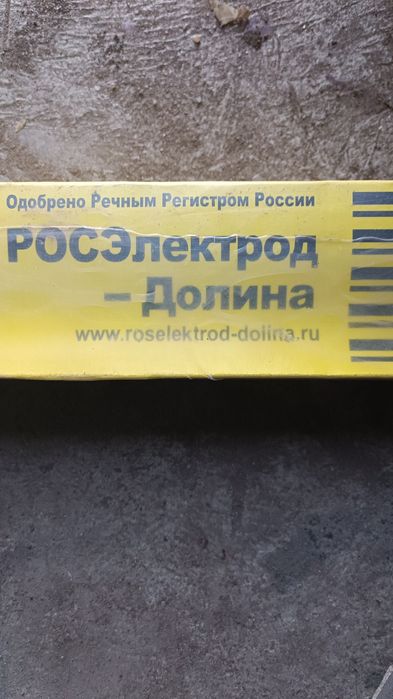 Одобрено Речным Регистром России
РОСЭлектрод
– Долина
www.roselektrod-dolina.ru